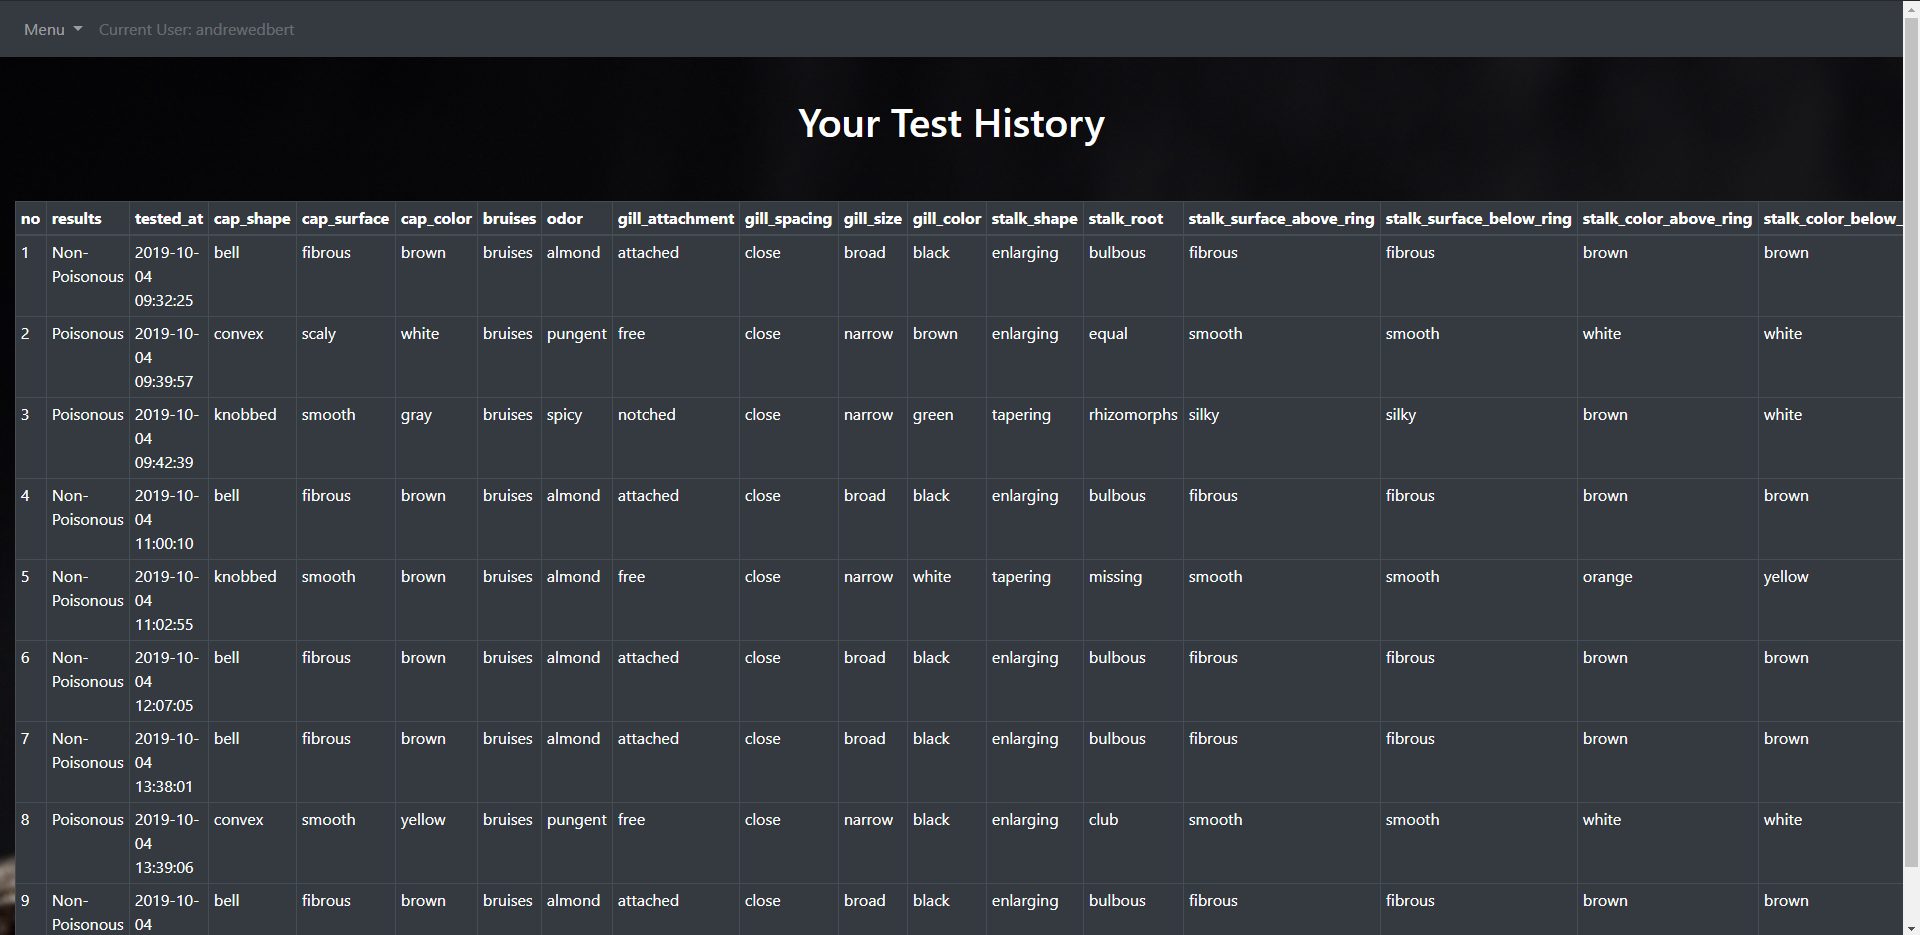 Menu Current User: andrewedbert
Your Test History
no results tested_at cap_shape cap_surface cap_color bruises odor gill_attachment gill_spacing gill_size gill_color stalk_shape stalk_root stalk_surface_above_ring stalk_surface_below_ring stalk_color_above_ring stalk_color_below_
1 Non- 2019-10- bell fibrous brown bruises almond attached close broad black enlarging bulbous fibrous fibrous brown brown
Poisonous 04
09:32:25
2 Poisonous 2019-10- convex scaly white bruises pungent free close narrow brown enlarging equal smooth smooth white white
04
09:39:57
3 Poisonous 2019-10- knobbed smooth gray bruises spicy notched close narrow green tapering rhizomorphs silky silky brown white
04
09:42:39
4 Non- 2019-10- bell fibrous brown bruises almond attached close broad black enlarging bulbous fibrous fibrous brown brown
Poisonous 04
11:00:10
5 Non- 2019-10- knobbed smooth brown bruises almond free close narrow white tapering missing smooth smooth orange yellow
Poisonous 04
11:02:55
6 Non- 2019-10- bell fibrous brown bruises almond attached close broad black enlarging bulbous fibrous fibrous brown brown
Poisonous 04
12:07:05
7 Non- 2019-10- bell fibrous brown bruises almond attached close broad black enlarging bulbous fibrous fibrous brown brown
Poisonous 04
13:38:01
8 Poisonous 2019-10- convex smooth yellow bruises pungent free close narrow black enlarging club smooth smooth white white
04
13:39:06
9 Non- 2019-10- bell fibrous brown bruises almond attached close broad black enlarging bulbous fibrous fibrous brown brown
Poisonous 04